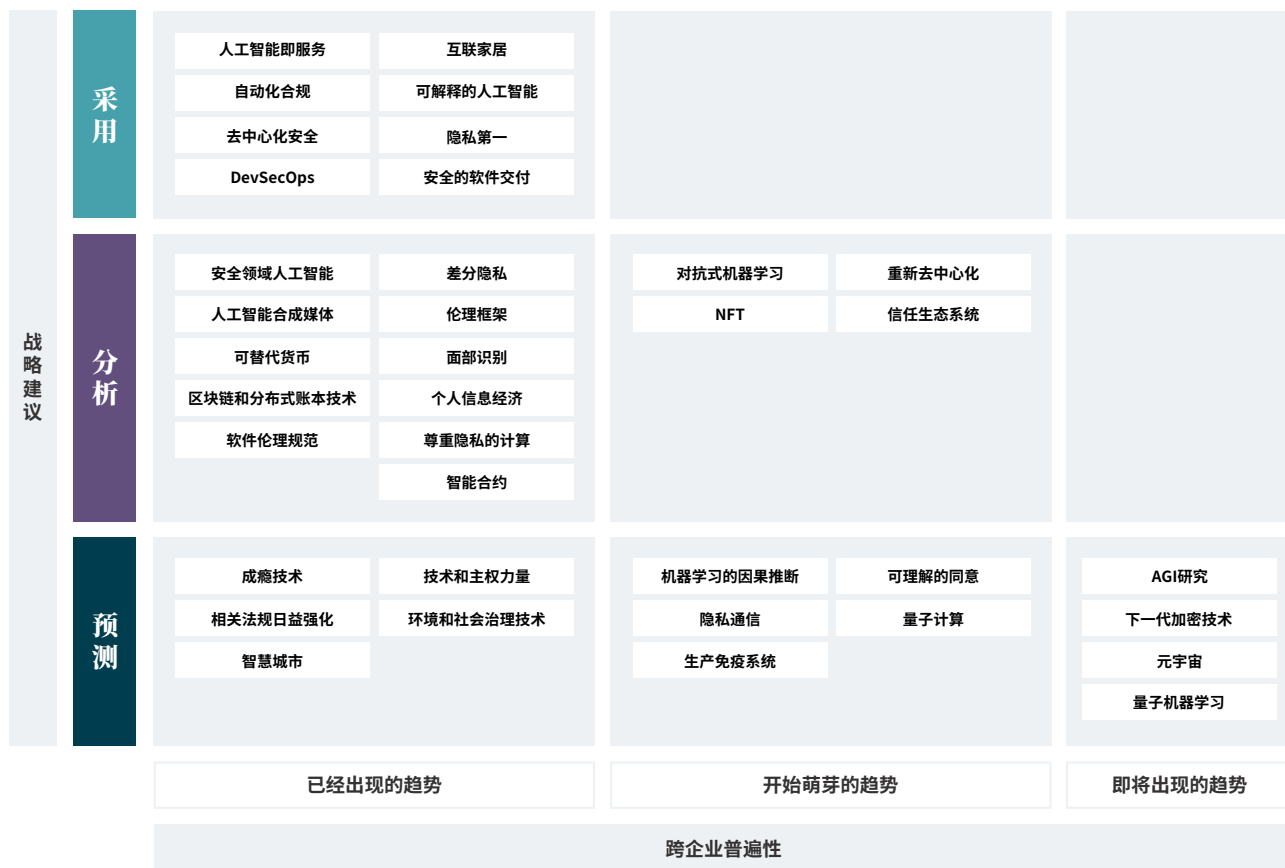 战略建议
采用
人工智能即服务
互联家居
自动化合规
可解释的人工智能
去中心化安全
隐私第一
DevSecOps
安全的软件交付
分析
安全领域人工智能
差分隐私
人工智能合成媒体
伦理框架
可替代货币
面部识别
区块链和分布式账本技术
个人信息经济
软件伦理规范
尊重隐私的计算
智能合约
对抗式机器学习
重新去中心化
NFT
信任生态系统
预测
成瘾技术
技术和主权力量
相关法规日益强化
环境和社会治理技术
智慧城市
机器学习的因果推断
可理解的同意
隐私通信
量子计算
生产免疫系统
AGI研究
下一代加密技术
元宇宙
量子机器学习
已经出现的趋势
开始萌芽的趋势
即将出现的趋势
跨企业普遍性